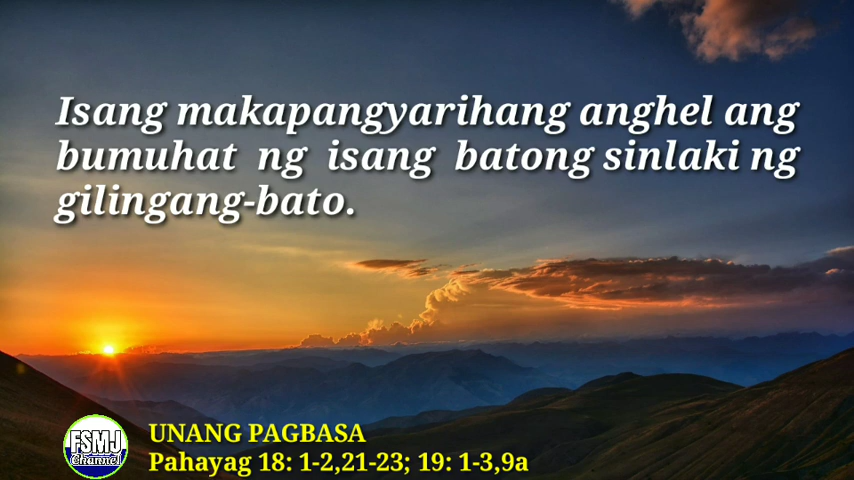 Isang makapangyarihang anghel ang
bumuhat ng isang batong sinlaki ng
gilingang-bato.
FSMJ
Channel
UNANG PAGBASA
Pahayag 18: 1-2,21-23; 19: 1-3,9a